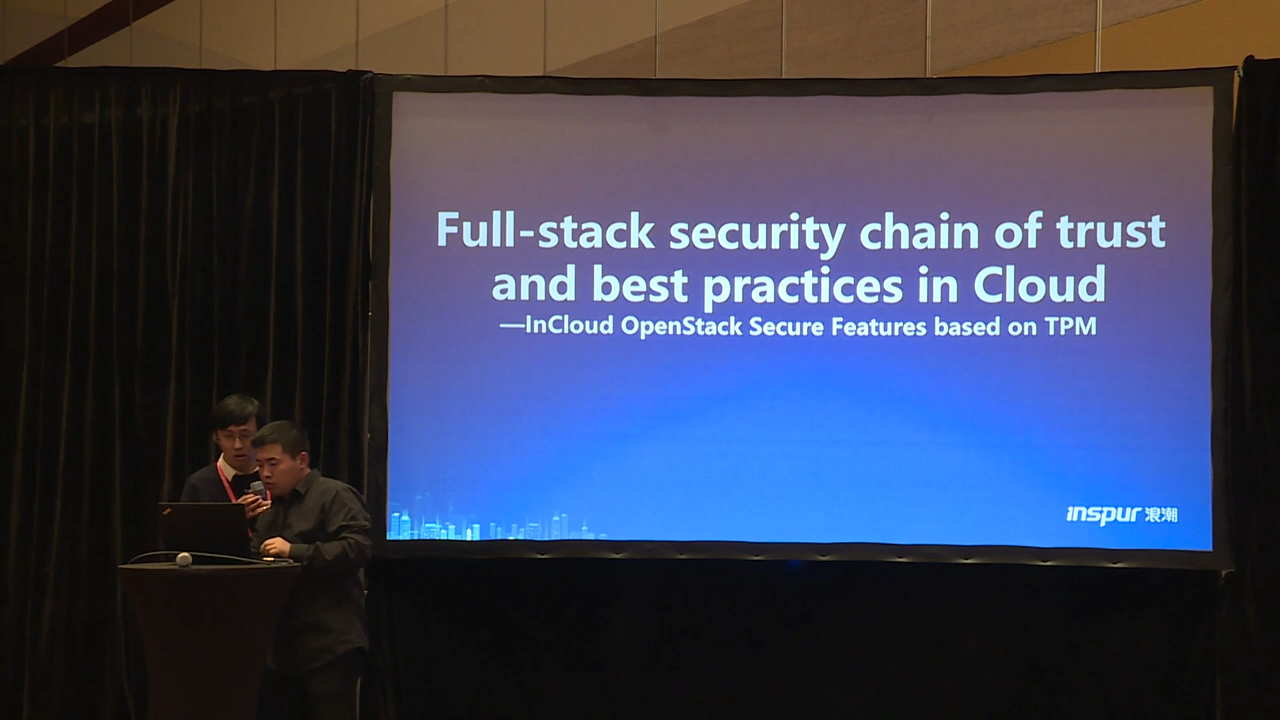 Full-stack security chain of trust
and best practices in Cloud
—InCloud OpenStack Secure Features based on TPM
inspur 浪潮